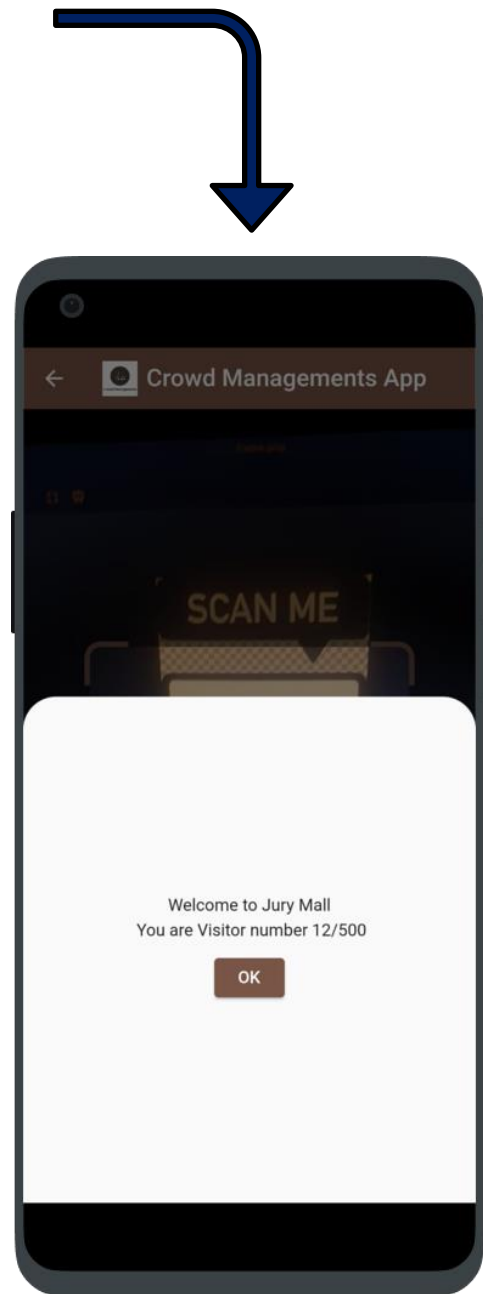 Crowd Managements App
SCAN ME
Welcome to Jury Mall
You are Visitor number 12/500
OK